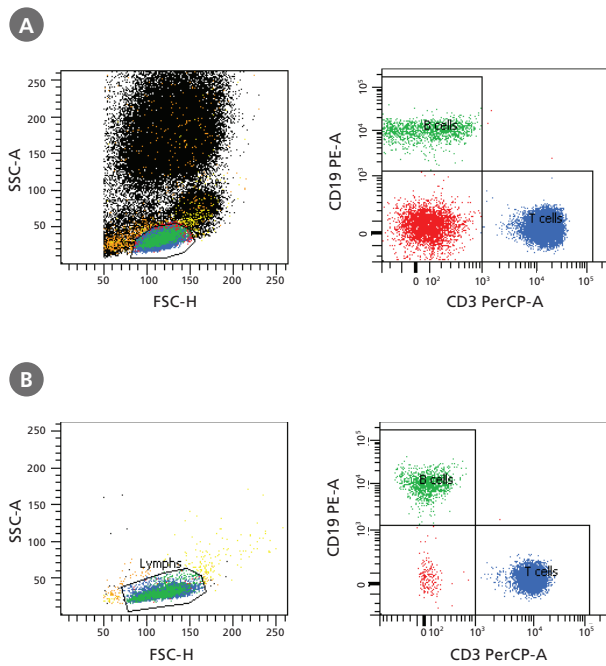 A
250
200
150
100
50
SSC-A
50 100 150 200 250
FSC-H
10⁵
10⁴
10³
0
CD19 PE-A
B cells
T cells
0 10² 10³ 10⁴ 10⁵
CD3 PerCP-A
B
250
200
150
100
50
SSC-A
Lymphs
50 100 150 200 250
FSC-H
10⁵
10⁴
10³
0
CD19 PE-A
B cells
T cells
0 10² 10³ 10⁴ 10⁵
CD3 PerCP-A